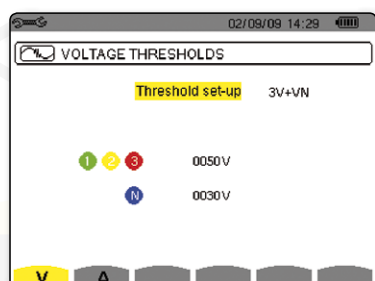 02/09/09 14:29
VOLTAGE THRESHOLDS
Threshold set-up 3V+VN
1 2 3 0050V
N 0030V
V A